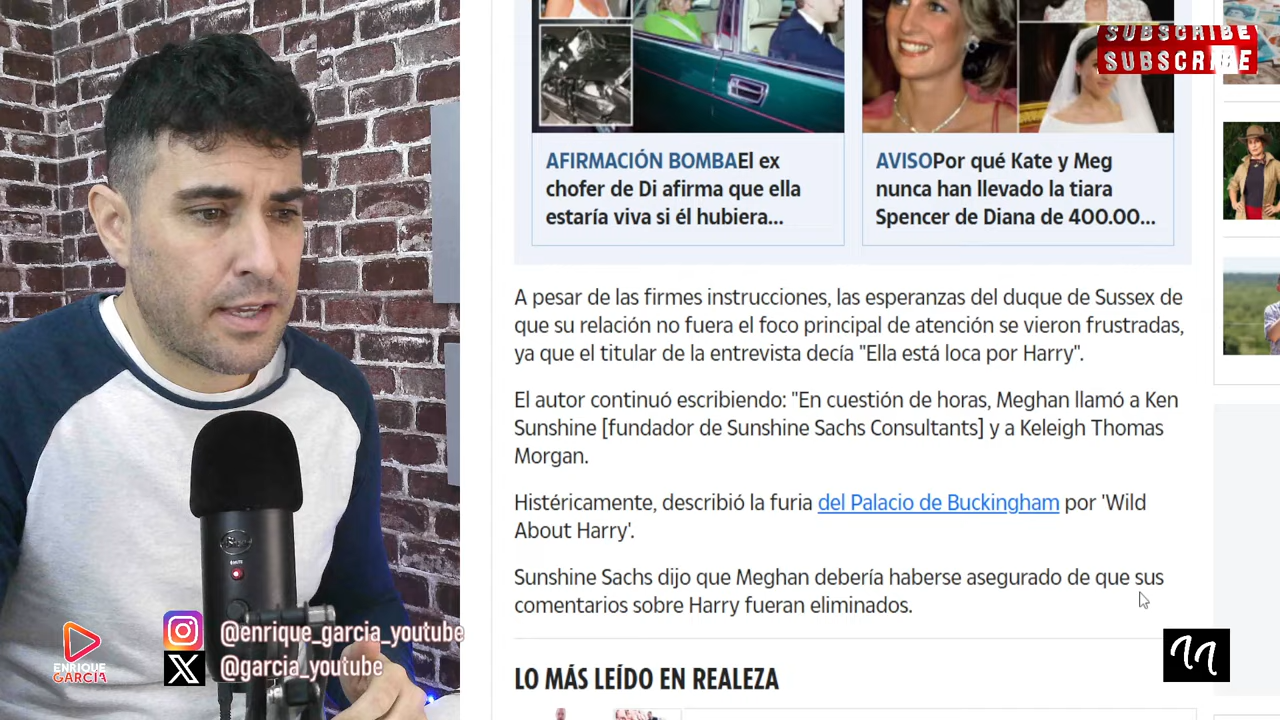 SUBSCRIBE
SUBSCRIBE
AFIRMACIÓN BOMBAEl ex
chofer de Di afirma que ella
estaría viva si él hubiera...
AVISOPor qué Kate y Meg
nunca han llevado la tiara
Spencer de Diana de 400.00...
A pesar de las firmes instrucciones, las esperanzas del duque de Sussex de
que su relación no fuera el foco principal de atención se vieron frustradas,
ya que el titular de la entrevista decía "Ella está loca por Harry".
El autor continuó escribiendo: "En cuestión de horas, Meghan llamó a Ken
Sunshine [fundador de Sunshine Sachs Consultants] y a Keleigh Thomas
Morgan.
Histéricamente, describió la furia del Palacio de Buckingham por 'Wild
About Harry'.
Sunshine Sachs dijo que Meghan debería haberse asegurado de que sus
comentarios sobre Harry fueran eliminados.
LO MÁS LEÍDO EN REALEZA
@enrique_garcia_youtube
@garcia_youtube
ENRIQUE
GARCIA